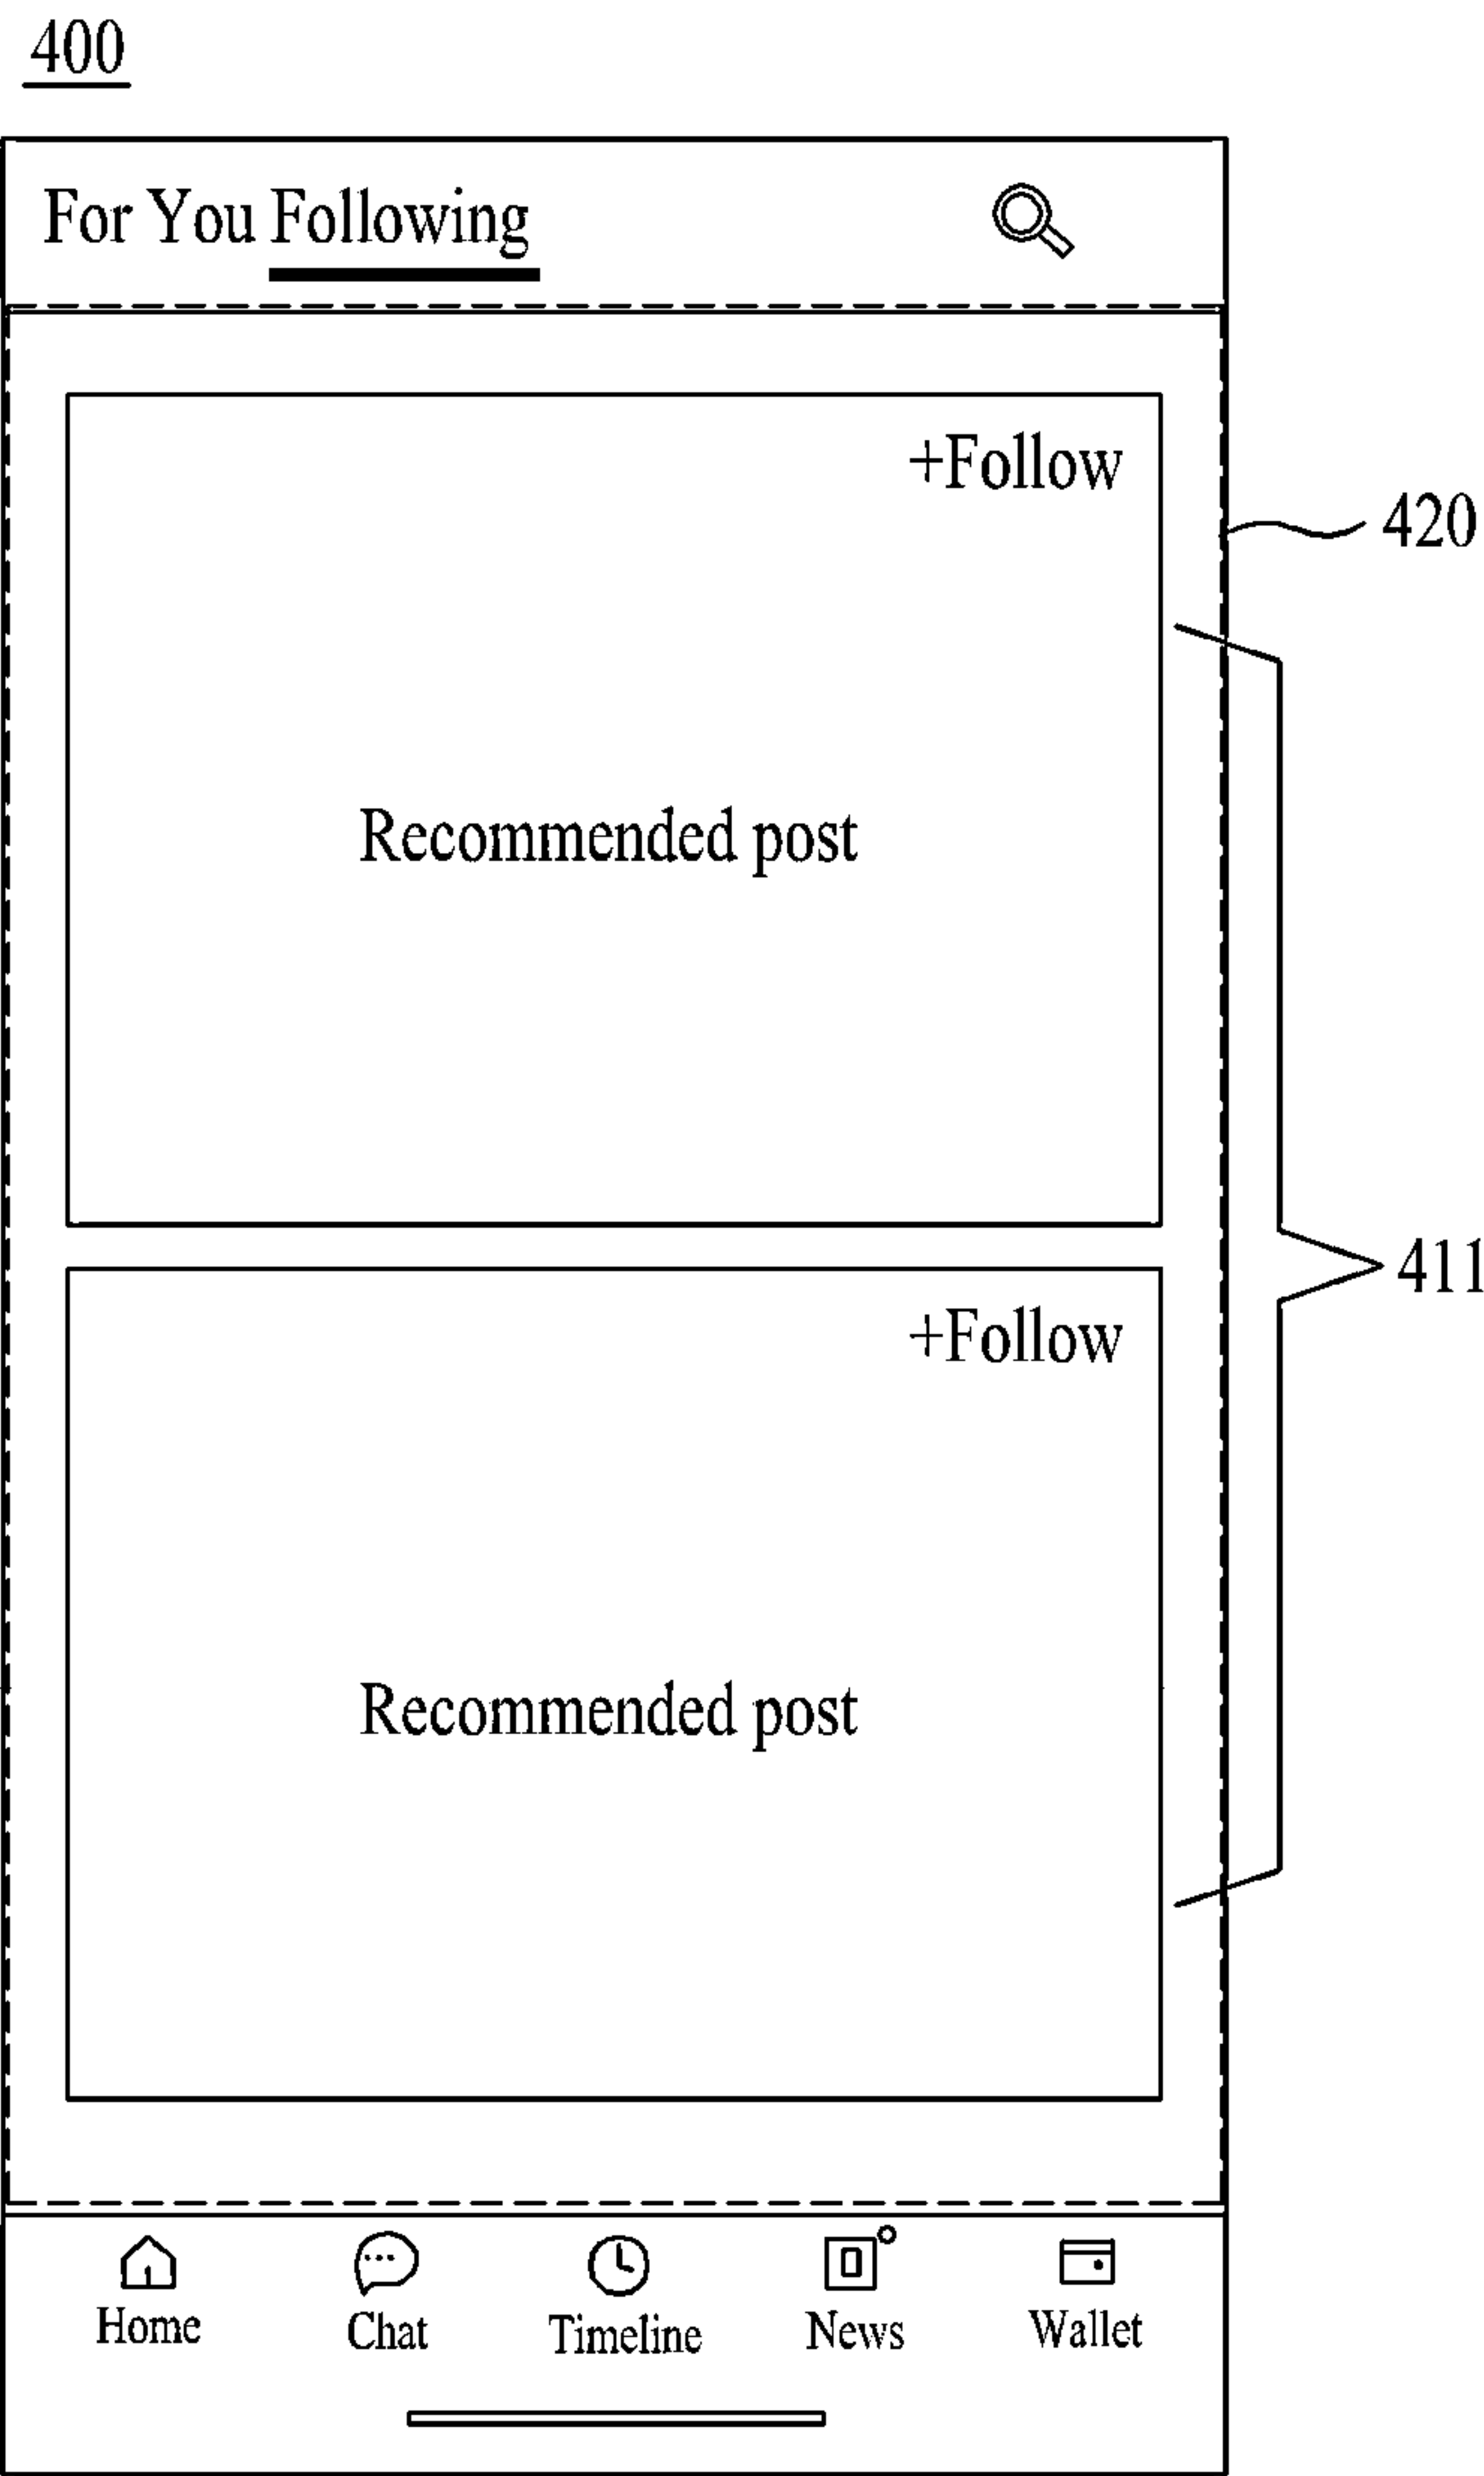 400
For You Following
+Follow
420
Recommended post
411
+Follow
Recommended post
Home Chat Timeline News Wallet